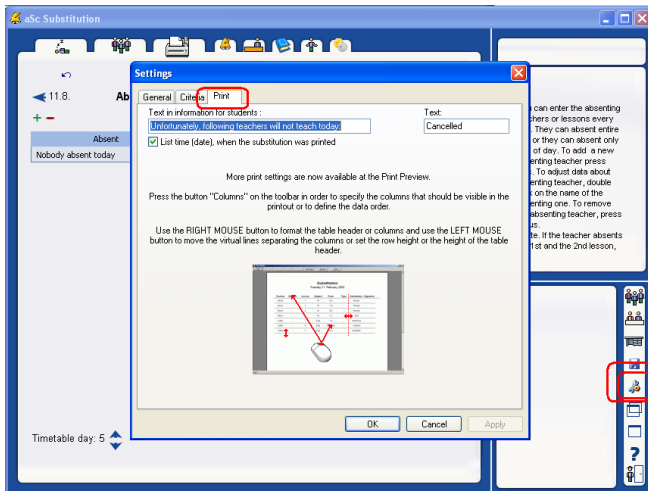 aSc Substitution
11.8.
Ab
Absent
Nobody absent today
Timetable day: 5
Settings
General
Criteria
Print
Text in information for students :
Text:
Unfortunately, following teachers will not teach today:
Cancelled
List time (date), when the substitution was printed
More print settings are now available at the Print Preview.
Press the button "Columns" on the toolbar in order to specify the columns that should be visible in the
printout or to define the data order.
Use the RIGHT MOUSE button to format the table header or columns and use the LEFT MOUSE
button to move the virtual lines separating the columns or set the row height or the height of the table
header.
Substitution
OK
Cancel
Apply
can enter the absenting
chers or lessons every
They can absent entire
or they can absent only
of day. To add a new
enting teacher press
To adjust data about
enting teacher, double
on the name of the
enting one. To remove
absenting teacher, press
us.
te. If the teacher absents
1st and the 2nd lesson,